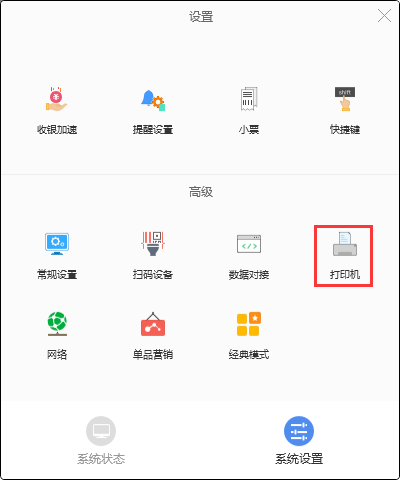 设置
收银加速
提醒设置
小票
shift
快捷键
高级
常规设置
扫码设备
数据对接
打印机
网络
单品营销
经典模式
系统状态
系统设置